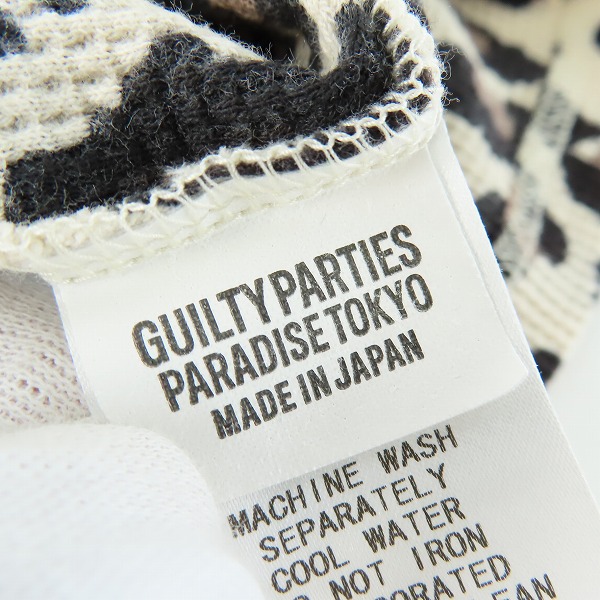 GUILTY PARTIES
PARADISE TOKYO
MADE IN JAPAN
MACHINE WASH
SEPARATELY
COOL WATER
NOT IRON